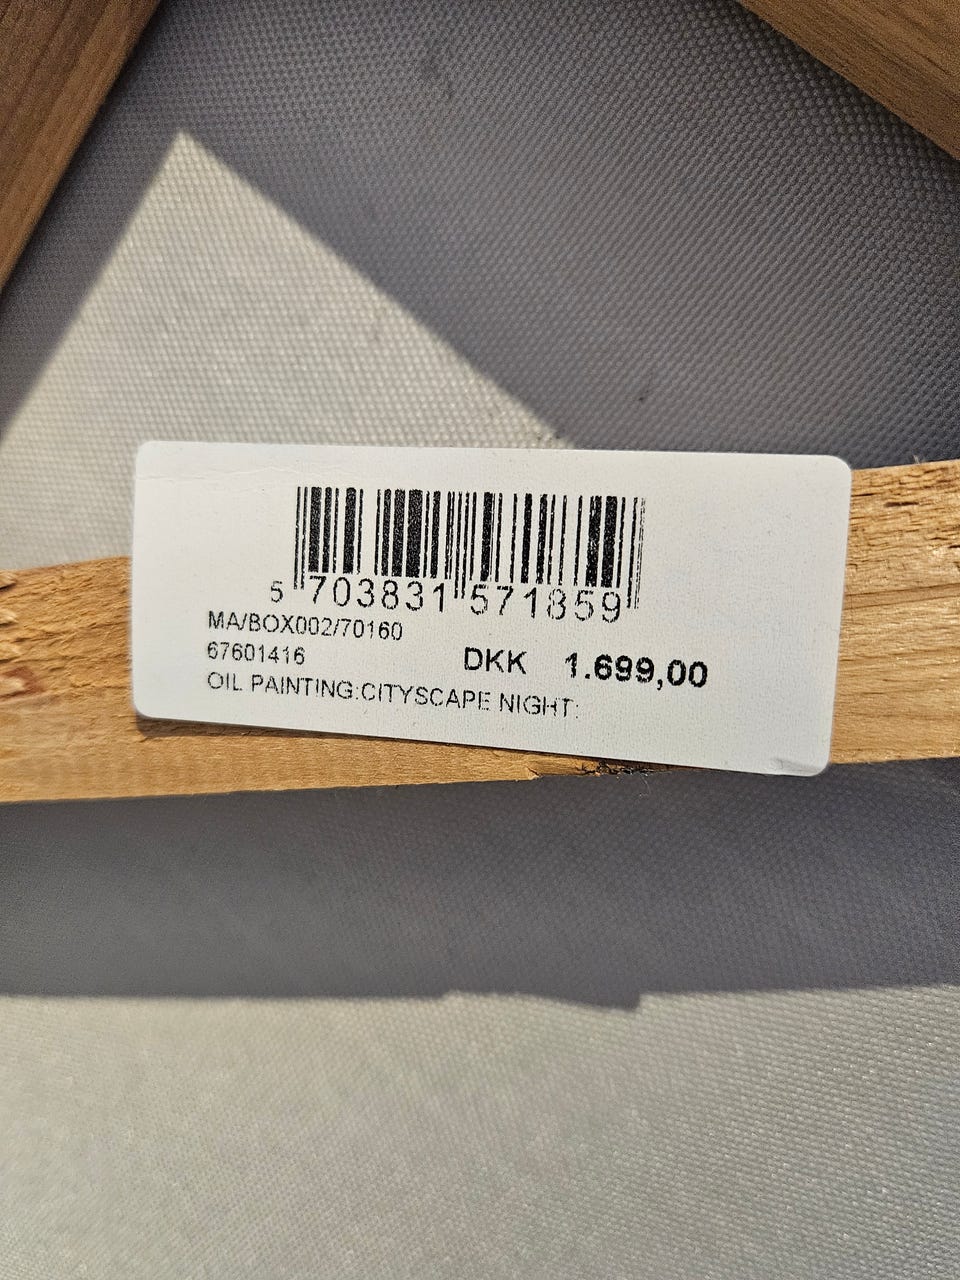 5 703831 571859
MA/BOX002/70160
67601416 DKK 1.699,00
OIL PAINTING:CITYSCAPE NIGHT: